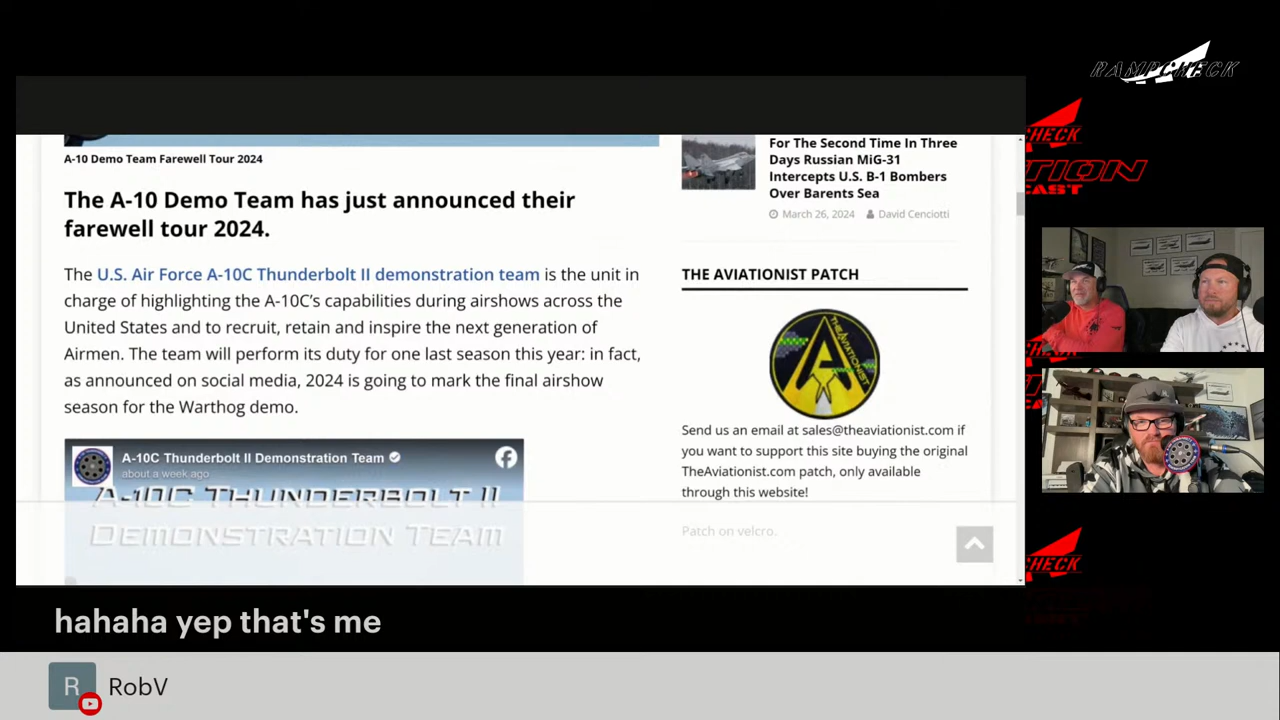 RAMPCHECK
CHECK
TION
CAST
A-10 Demo Team Farewell Tour 2024
The A-10 Demo Team has just announced their
farewell tour 2024.
The U.S. Air Force A-10C Thunderbolt II demonstration team is the unit in
charge of highlighting the A-10C's capabilities during airshows across the
United States and to recruit, retain and inspire the next generation of
Airmen. The team will perform its duty for one last season this year: in fact,
as announced on social media, 2024 is going to mark the final airshow
season for the Warthog demo.
A-10C Thunderbolt II Demonstration Team
about a week ago
A-10C THUNDERBOLT II
DEMONSTRATION TEAM
For The Second Time In Three
Days Russian MiG-31
Intercepts U.S. B-1 Bombers
Over Barents Sea
March 26, 2024 David Cenciotti
THE AVIATIONIST PATCH
THE AVIATIONIST
Send us an email at sales@theaviationist.com if
you want to support this site buying the original
TheAviationist.com patch, only available
through this website!
Patch on velcro.
CHECK
hahaha yep that's me
R RobV